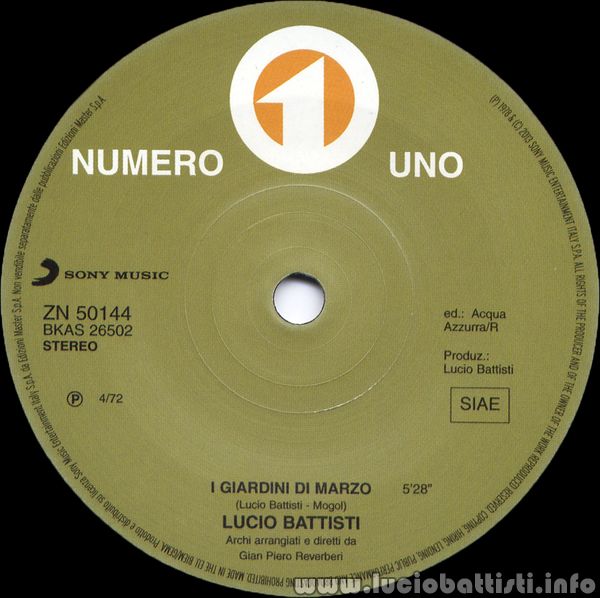 NUMERO 1 UNO
SONY MUSIC
ZN 50144
BKAS 26502
STEREO
P 4/72
ed.: Acqua
Azzurra/R
Produz.:
Lucio Battisti
SIAE
I GIARDINI DI MARZO 5'28"
(Lucio Battisti - Mogol)
LUCIO BATTISTI
Archi arrangiati e diretti da
Gian Piero Reverberi
(P) 1978 & (C) 2013 SONY MUSIC ENTERTAINMENT ITALY S.P.A. ALL RIGHTS OF THE PRODUCER AND OF THE OWNER OF THE WORK REPRODUCED RESERVED. COPYING, HIRING, LENDING, PUBLIC PERFORMANCE PROHIBITED. MADE IN THE EU.
Prodotto e distribuito su licenza Sony Music Entertainment Italy S.p.A. da Edizioni Master S.p.A. Non vendibile separatamente dalle pubblicazioni Edizioni Master S.p.A.
www.luciobattisti.info